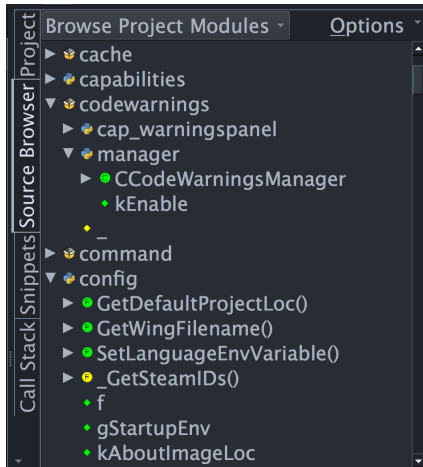 Browse Project Modules
Options
cache
capabilities
codewarnings
cap_warningspanel
manager
C CCodeWarningsManager
kEnable
_
command
config
F GetDefaultProjectLoc()
F GetWingFilename()
F SetLanguageEnvVariable()
F _GetSteamIDs()
f
gStartupEnv
kAboutImageLoc
Project
Source Browser
Snippets
Call Stack